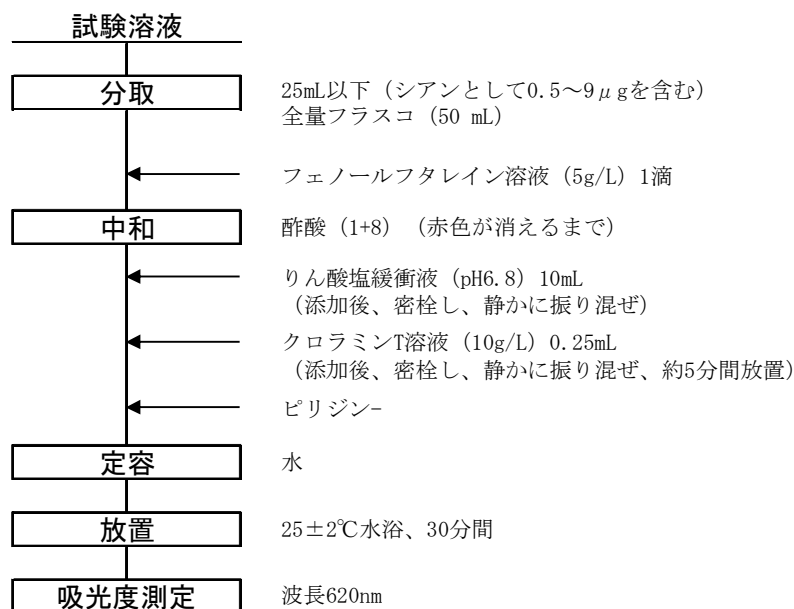 試験溶液
分取
25mL以下（シアンとして0.5～9μgを含む）
全量フラスコ（50 mL）
フェノールフタレイン溶液（5g/L）1滴
中和
酢酸（1+8）（赤色が消えるまで）
りん酸塩緩衝液（pH6.8）10mL
（添加後、密栓し、静かに振り混ぜ）
クロラミンT溶液（10g/L）0.25mL
（添加後、密栓し、静かに振り混ぜ、約5分間放置）
ピリジン-
定容
水
放置
25±2℃水浴、30分間
吸光度測定
波長620nm